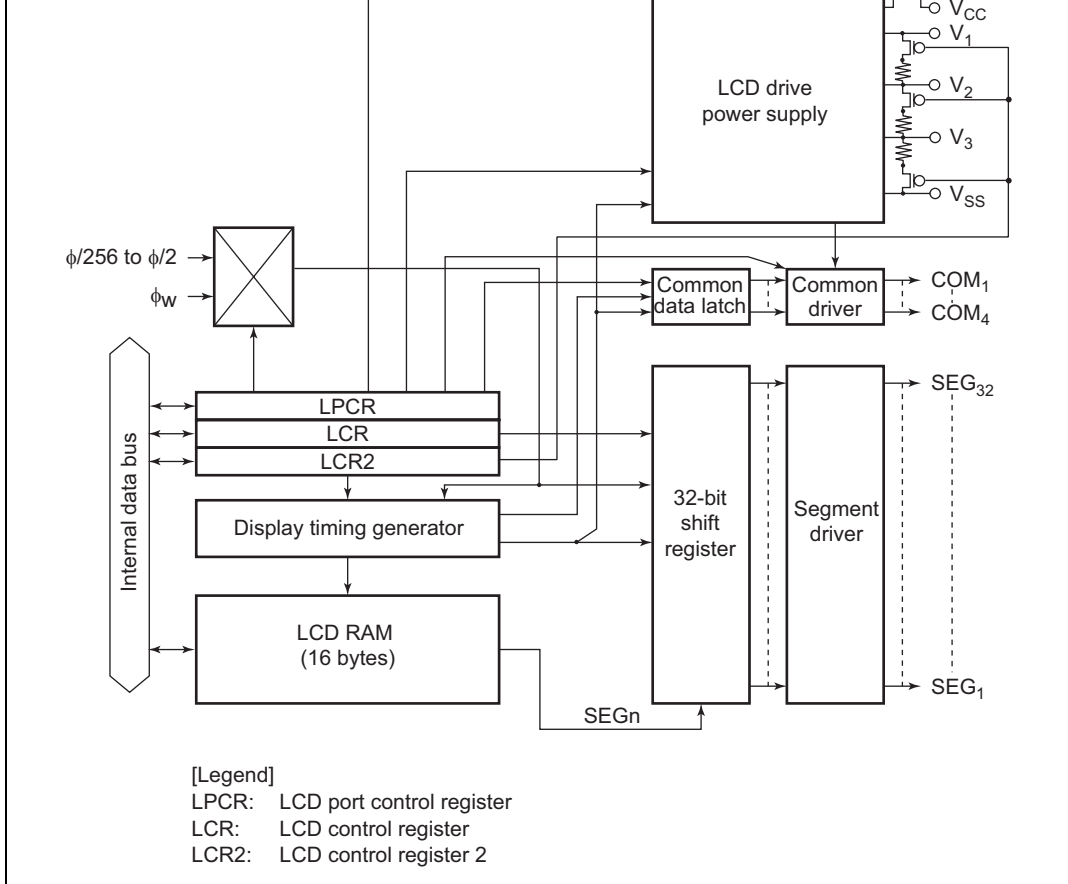 VCC
V1
LCD drive
power supply
V2
V3
VSS
ϕ/256 to ϕ/2
ϕw
Common
data latch
Common
driver
COM1
COM4
LPCR
LCR
LCR2
Internal data bus
Display timing generator
LCD RAM
(16 bytes)
32-bit
shift
register
Segment
driver
SEG32
SEG1
SEGn
[Legend]
LPCR: LCD port control register
LCR: LCD control register
LCR2: LCD control register 2